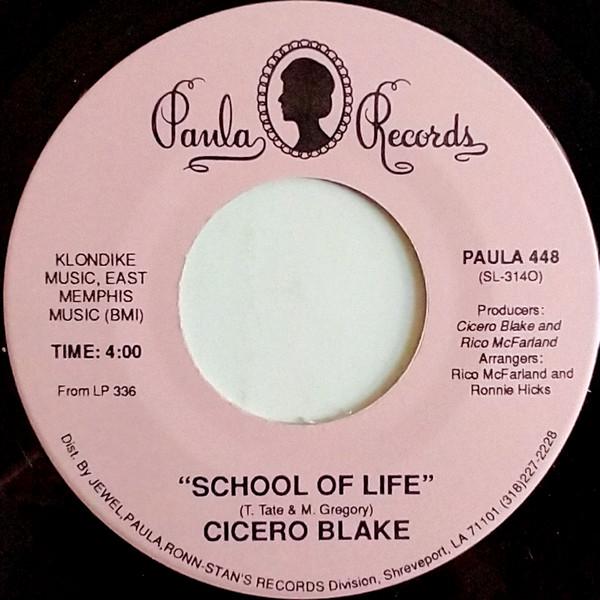 Paula Records
KLONDIKE
MUSIC, EAST
MEMPHIS
MUSIC (BMI)
TIME: 4:00
From LP 336
PAULA 448
(SL-314O)
Producers:
Cicero Blake and
Rico McFarland
Arrangers:
Rico McFarland and
Ronnie Hicks
“SCHOOL OF LIFE”
(T. Tate & M. Gregory)
CICERO BLAKE
Dist. By JEWEL,PAULA,RONN-STAN'S RECORDS Division, Shreveport, LA 71101 (318)227-2228